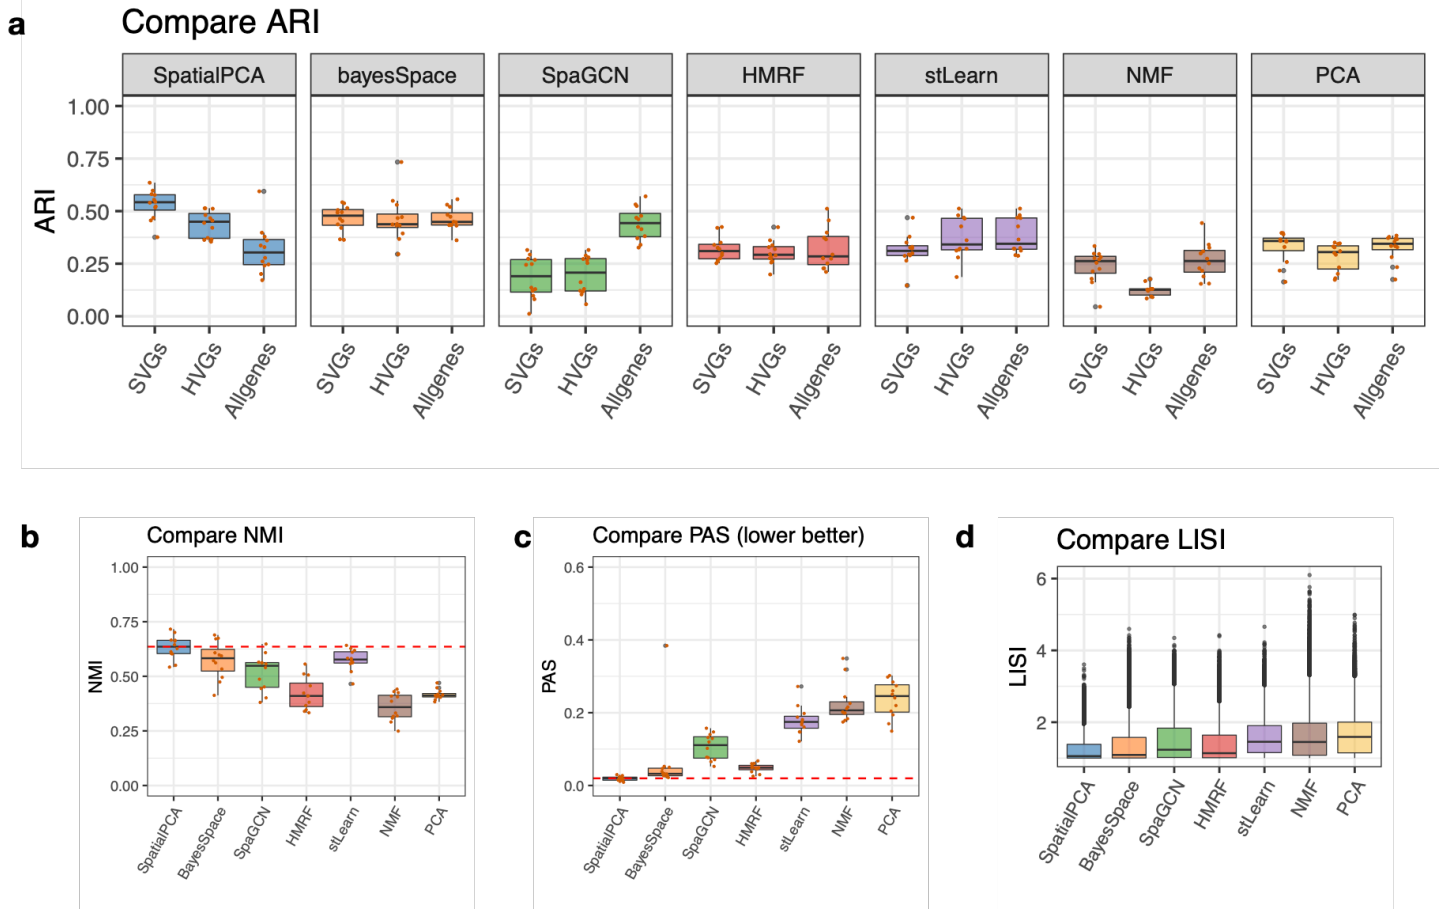 a
Compare ARI
SpatialPCA bayesSpace SpaGCN HMRF stLearn NMF PCA
ARI
1.00
0.75
0.50
0.25
0.00
SVGs HVGs Allgenes SVGs HVGs Allgenes SVGs HVGs Allgenes SVGs HVGs Allgenes SVGs HVGs Allgenes SVGs HVGs Allgenes SVGs HVGs Allgenes
b
Compare NMI
NMI
1.00
0.75
0.50
0.25
0.00
SpatialPCA BayesSpace SpaGCN HMRF stLearn NMF PCA
c
Compare PAS (lower better)
PAS
0.6
0.4
0.2
0.0
SpatialPCA BayesSpace SpaGCN HMRF stLearn NMF PCA
d
Compare LISI
LISI
6
4
2
SpatialPCA BayesSpace SpaGCN HMRF stLearn NMF PCA